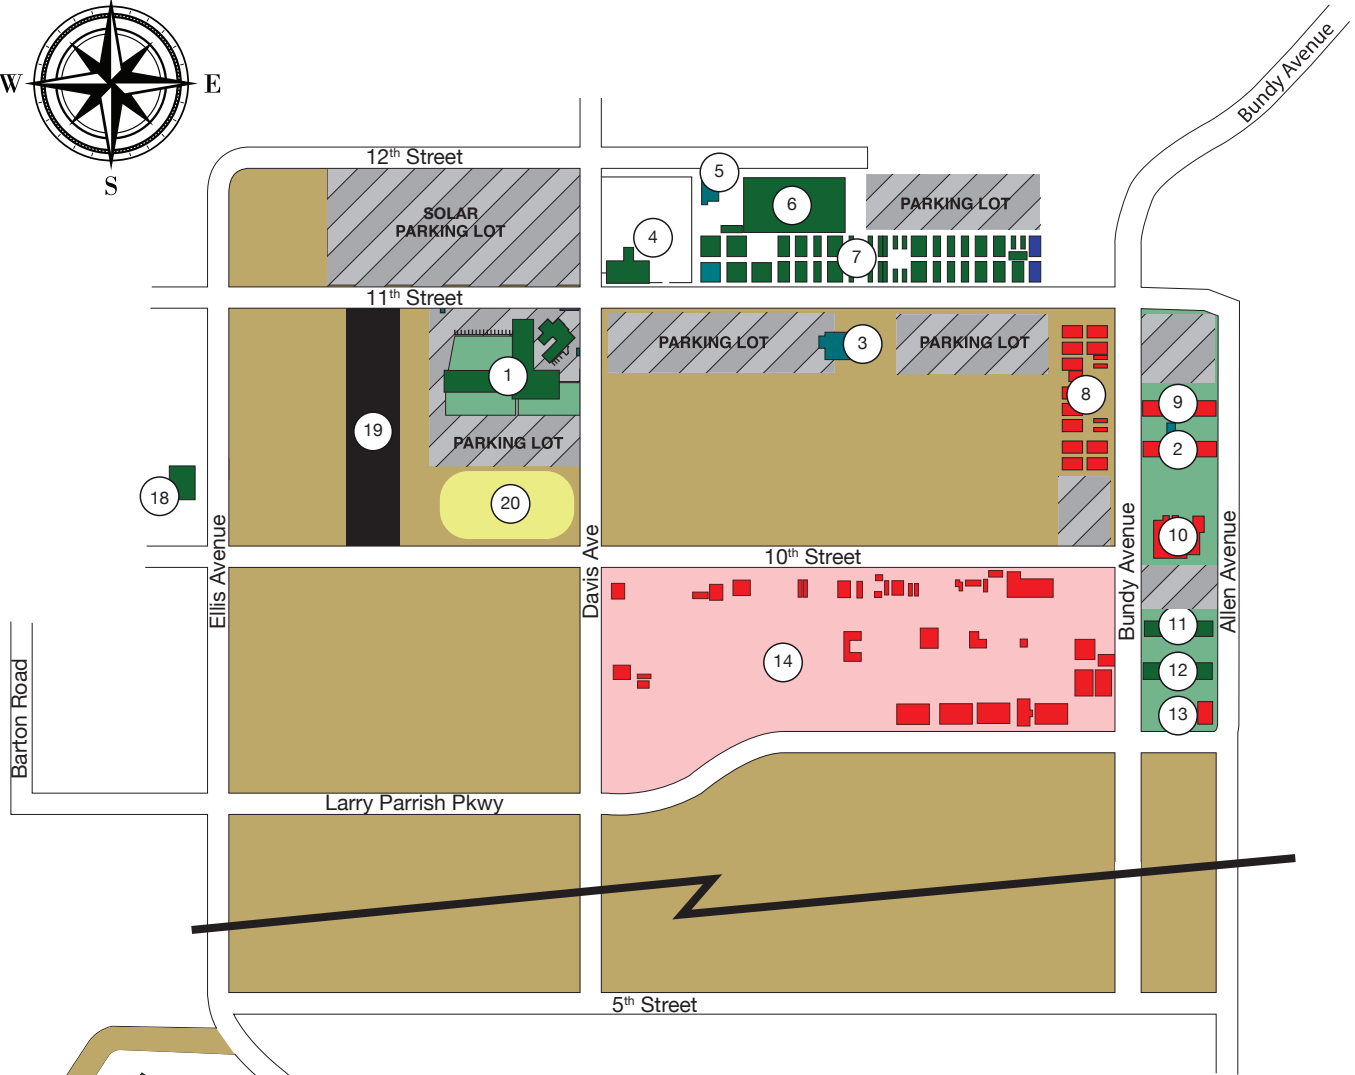 Bundy Avenue
W
E
S
12th Street
5
SOLAR
PARKING LOT
6
PARKING LOT
4
7
11th Street
PARKING LOT
3
PARKING LOT
1
8
9
19
PARKING LOT
2
18
20
10
Ellis Avenue
Davis Ave
10th Street
Bundy Avenue
Allen Avenue
11
14
12
13
Barton Road
Larry Parrish Pkwy
5th Street